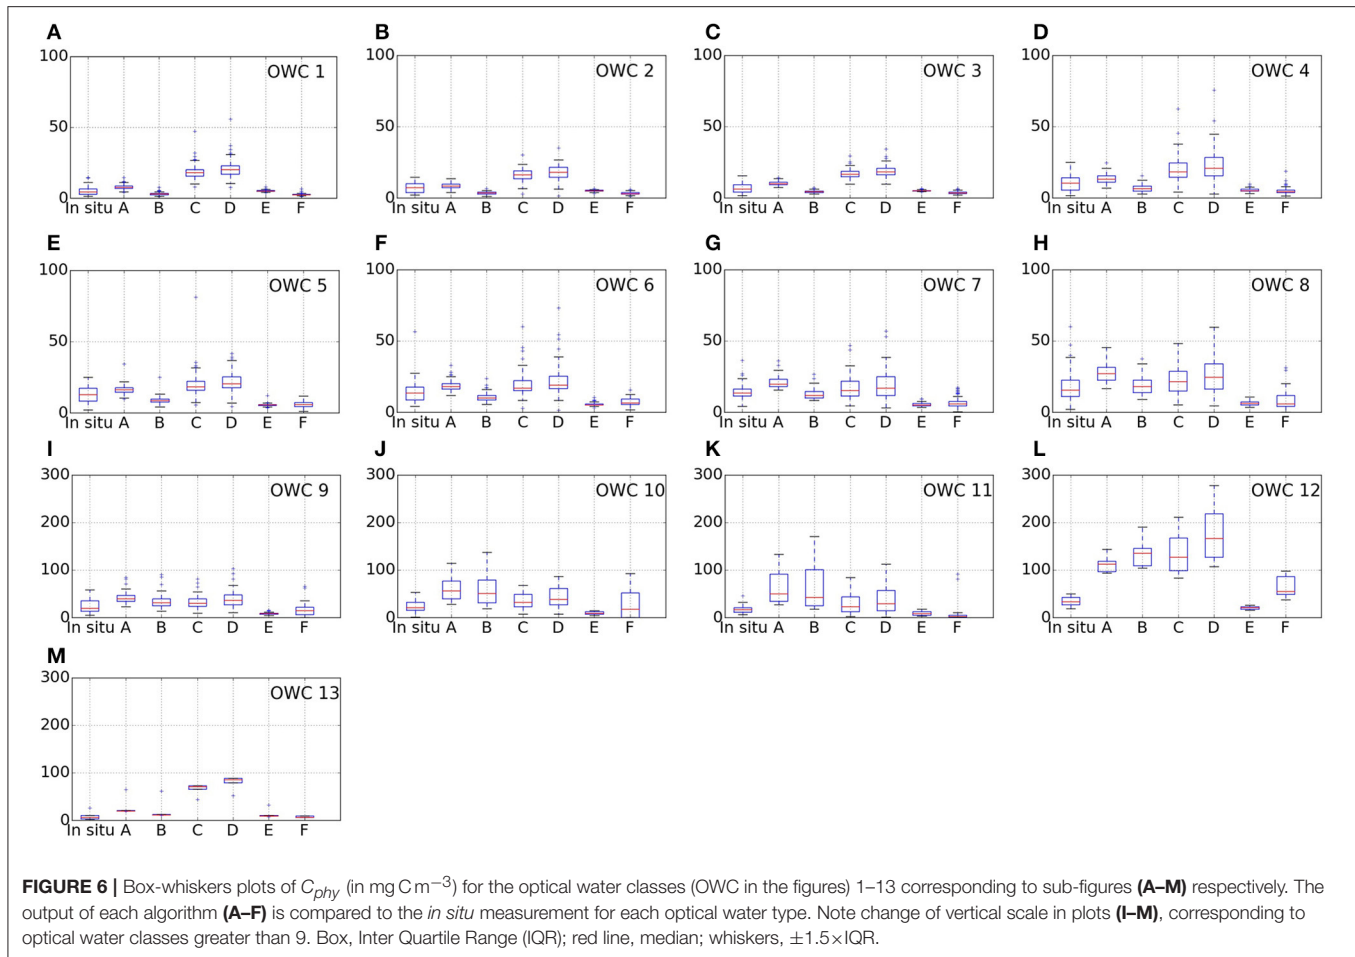 A
B
C
D
100
50
0
OWC 1
In situ A B C D E F
100
50
0
OWC 2
In situ A B C D E F
100
50
0
OWC 3
In situ A B C D E F
100
50
0
OWC 4
In situ A B C D E F
E
F
G
H
100
50
0
OWC 5
In situ A B C D E F
100
50
0
OWC 6
In situ A B C D E F
100
50
0
OWC 7
In situ A B C D E F
100
50
0
OWC 8
In situ A B C D E F
I
J
K
L
300
200
100
0
OWC 9
In situ A B C D E F
300
200
100
0
OWC 10
In situ A B C D E F
300
200
100
0
OWC 11
In situ A B C D E F
300
200
100
0
OWC 12
In situ A B C D E F
M
300
200
100
0
OWC 13
In situ A B C D E F
FIGURE 6 | Box-whiskers plots of Cphy (in mg C m−3) for the optical water classes (OWC in the figures) 1–13 corresponding to sub-figures (A–M) respectively. The
output of each algorithm (A–F) is compared to the in situ measurement for each optical water type. Note change of vertical scale in plots (I–M), corresponding to
optical water classes greater than 9. Box, Inter Quartile Range (IQR); red line, median; whiskers, ±1.5×IQR.